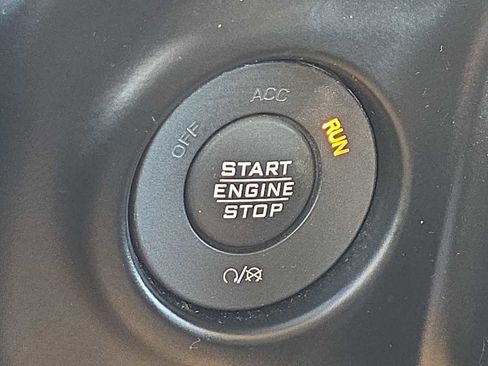 OFF
ACC
RUN
START
ENGINE
STOP